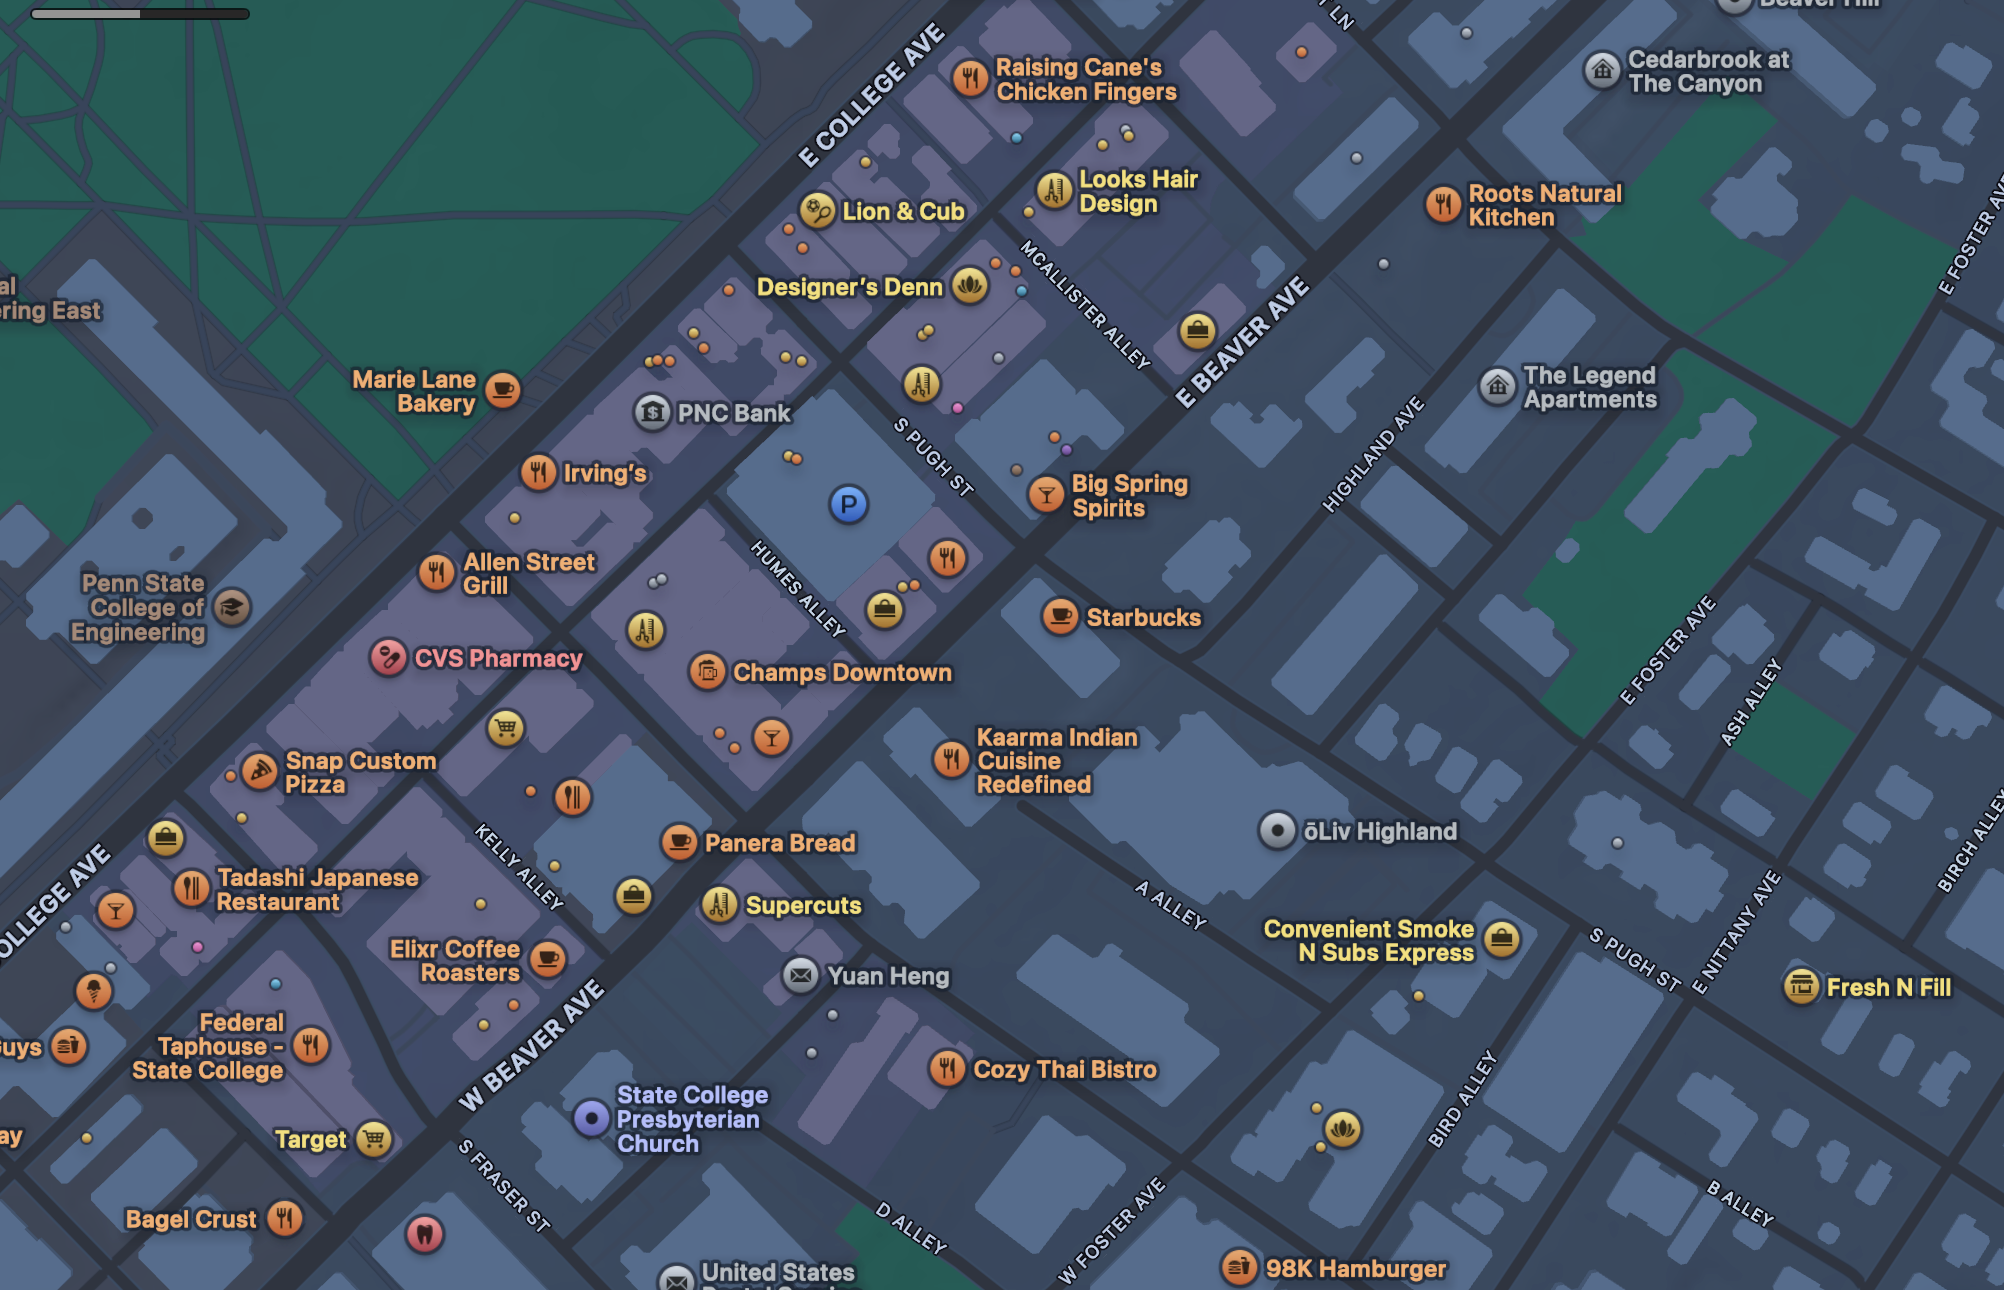 Beaver Hill
Cedarbrook at
The Canyon
E COLLEGE AVE
Raising Cane's
Chicken Fingers
Looks Hair
Design
Roots Natural
Kitchen
Lion & Cub
Designer's Denn
MCALLISTER ALLEY
E BEAVER AVE
E FOSTER AVE
ering East
Marie Lane
Bakery
PNC Bank
The Legend
Apartments
HIGHLAND AVE
S PUGH ST
Irving's
Big Spring
Spirits
P
Allen Street
Grill
HUMES ALLEY
Penn State
College of
Engineering
Starbucks
CVS Pharmacy
Champs Downtown
E FOSTER AVE
ASH ALLEY
Snap Custom
Pizza
Kaarma Indian
Cuisine
Redefined
ōLiv Highland
KELLY ALLEY
Panera Bread
BIRCH ALLEY
COLLEGE AVE
Tadashi Japanese
Restaurant
Supercuts
A ALLEY
Convenient Smoke
N Subs Express
S PUGH ST
E NITTANY AVE
Elixr Coffee
Roasters
Yuan Heng
Fresh N Fill
Federal
Taphouse -
State College
Guys
W BEAVER AVE
Cozy Thai Bistro
State College
Presbyterian
Church
BIRD ALLEY
Target
S FRASER ST
ay
Bagel Crust
D ALLEY
W FOSTER AVE
B ALLEY
United States
98K Hamburger